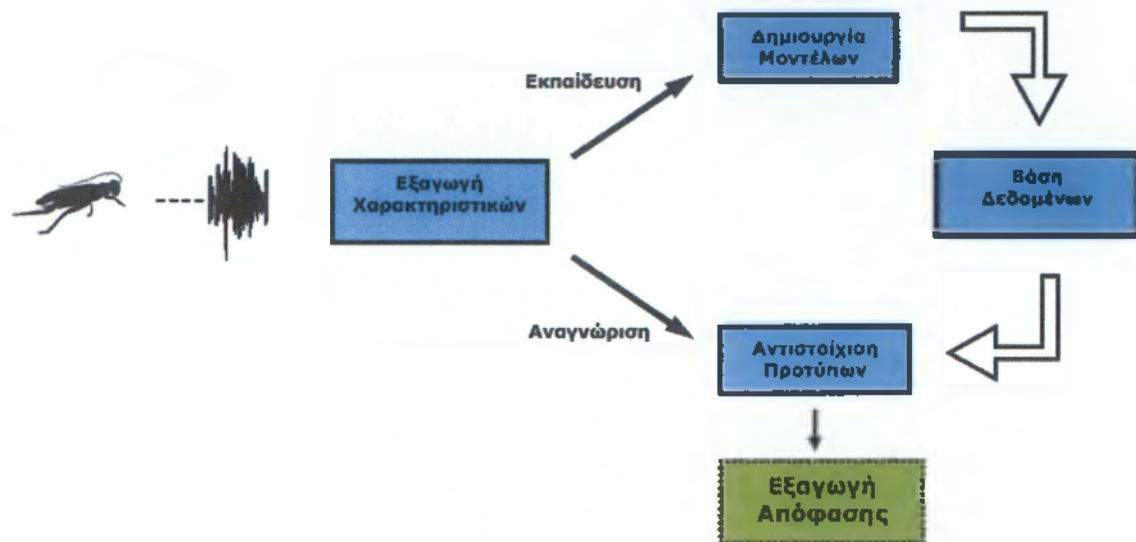 Δημιουργία
Μοντέλων
Εκπαίδευση
Εξαγωγή
Χαρακτηριστικών
Βάση
Δεδομένων
Αναγνώριση
Αντιστοίχιση
Προτύπων
Εξαγωγή
Απόφασης